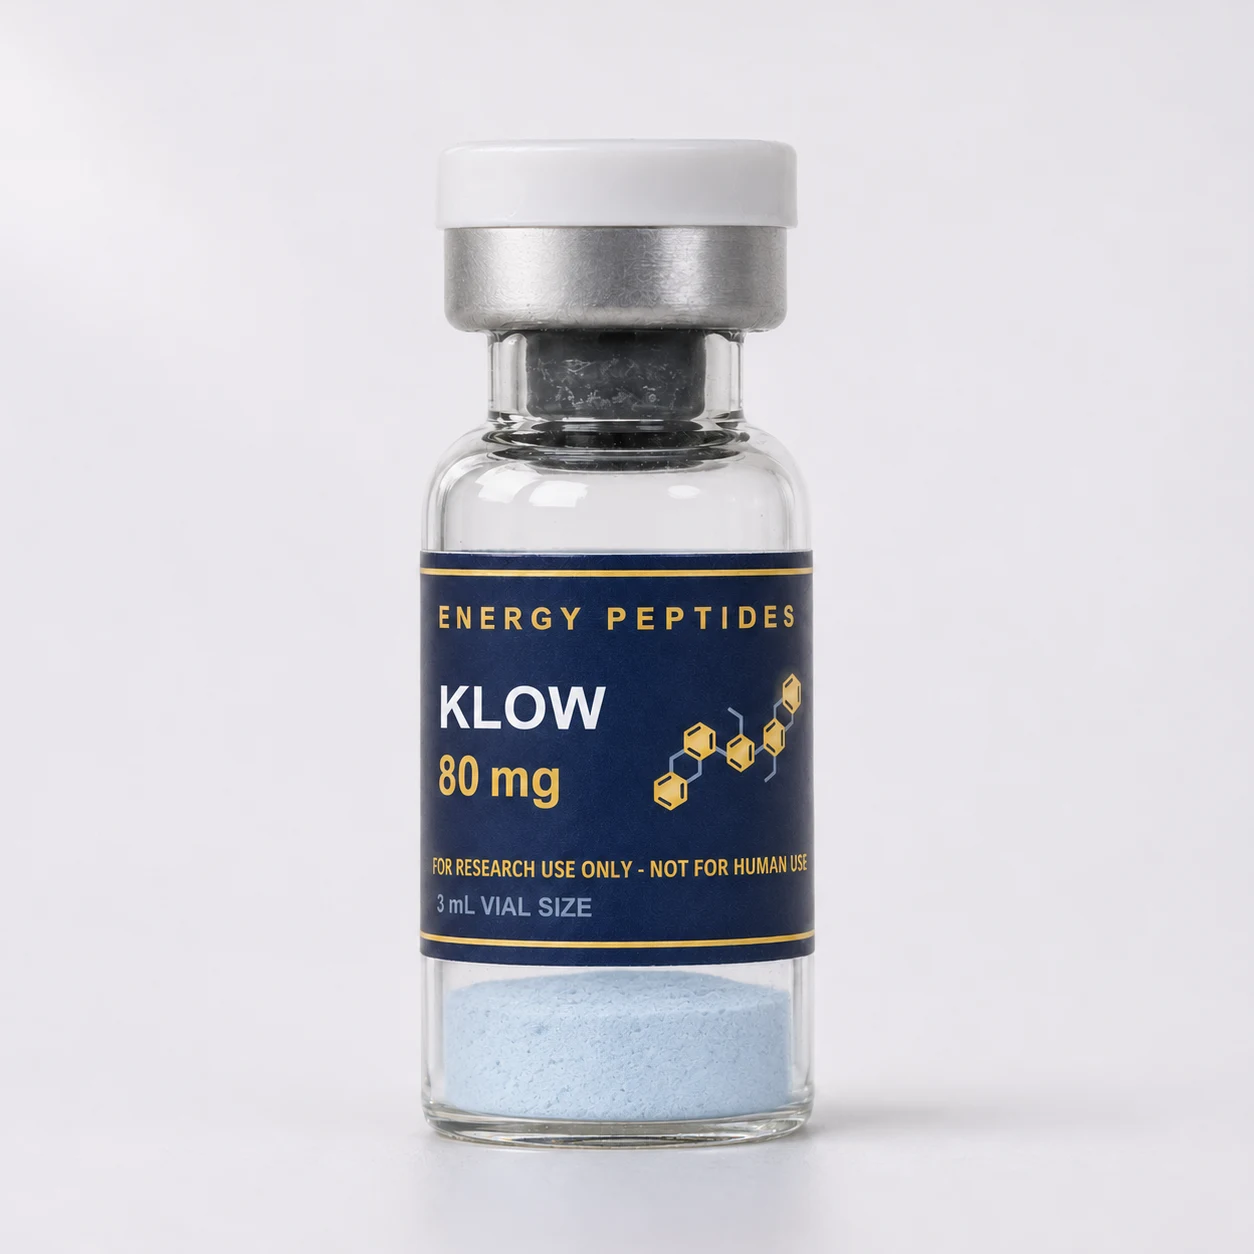 ENERGY PEPTIDES
KLOW
80 mg
FOR RESEARCH USE ONLY - NOT FOR HUMAN USE
3 mL VIAL SIZE